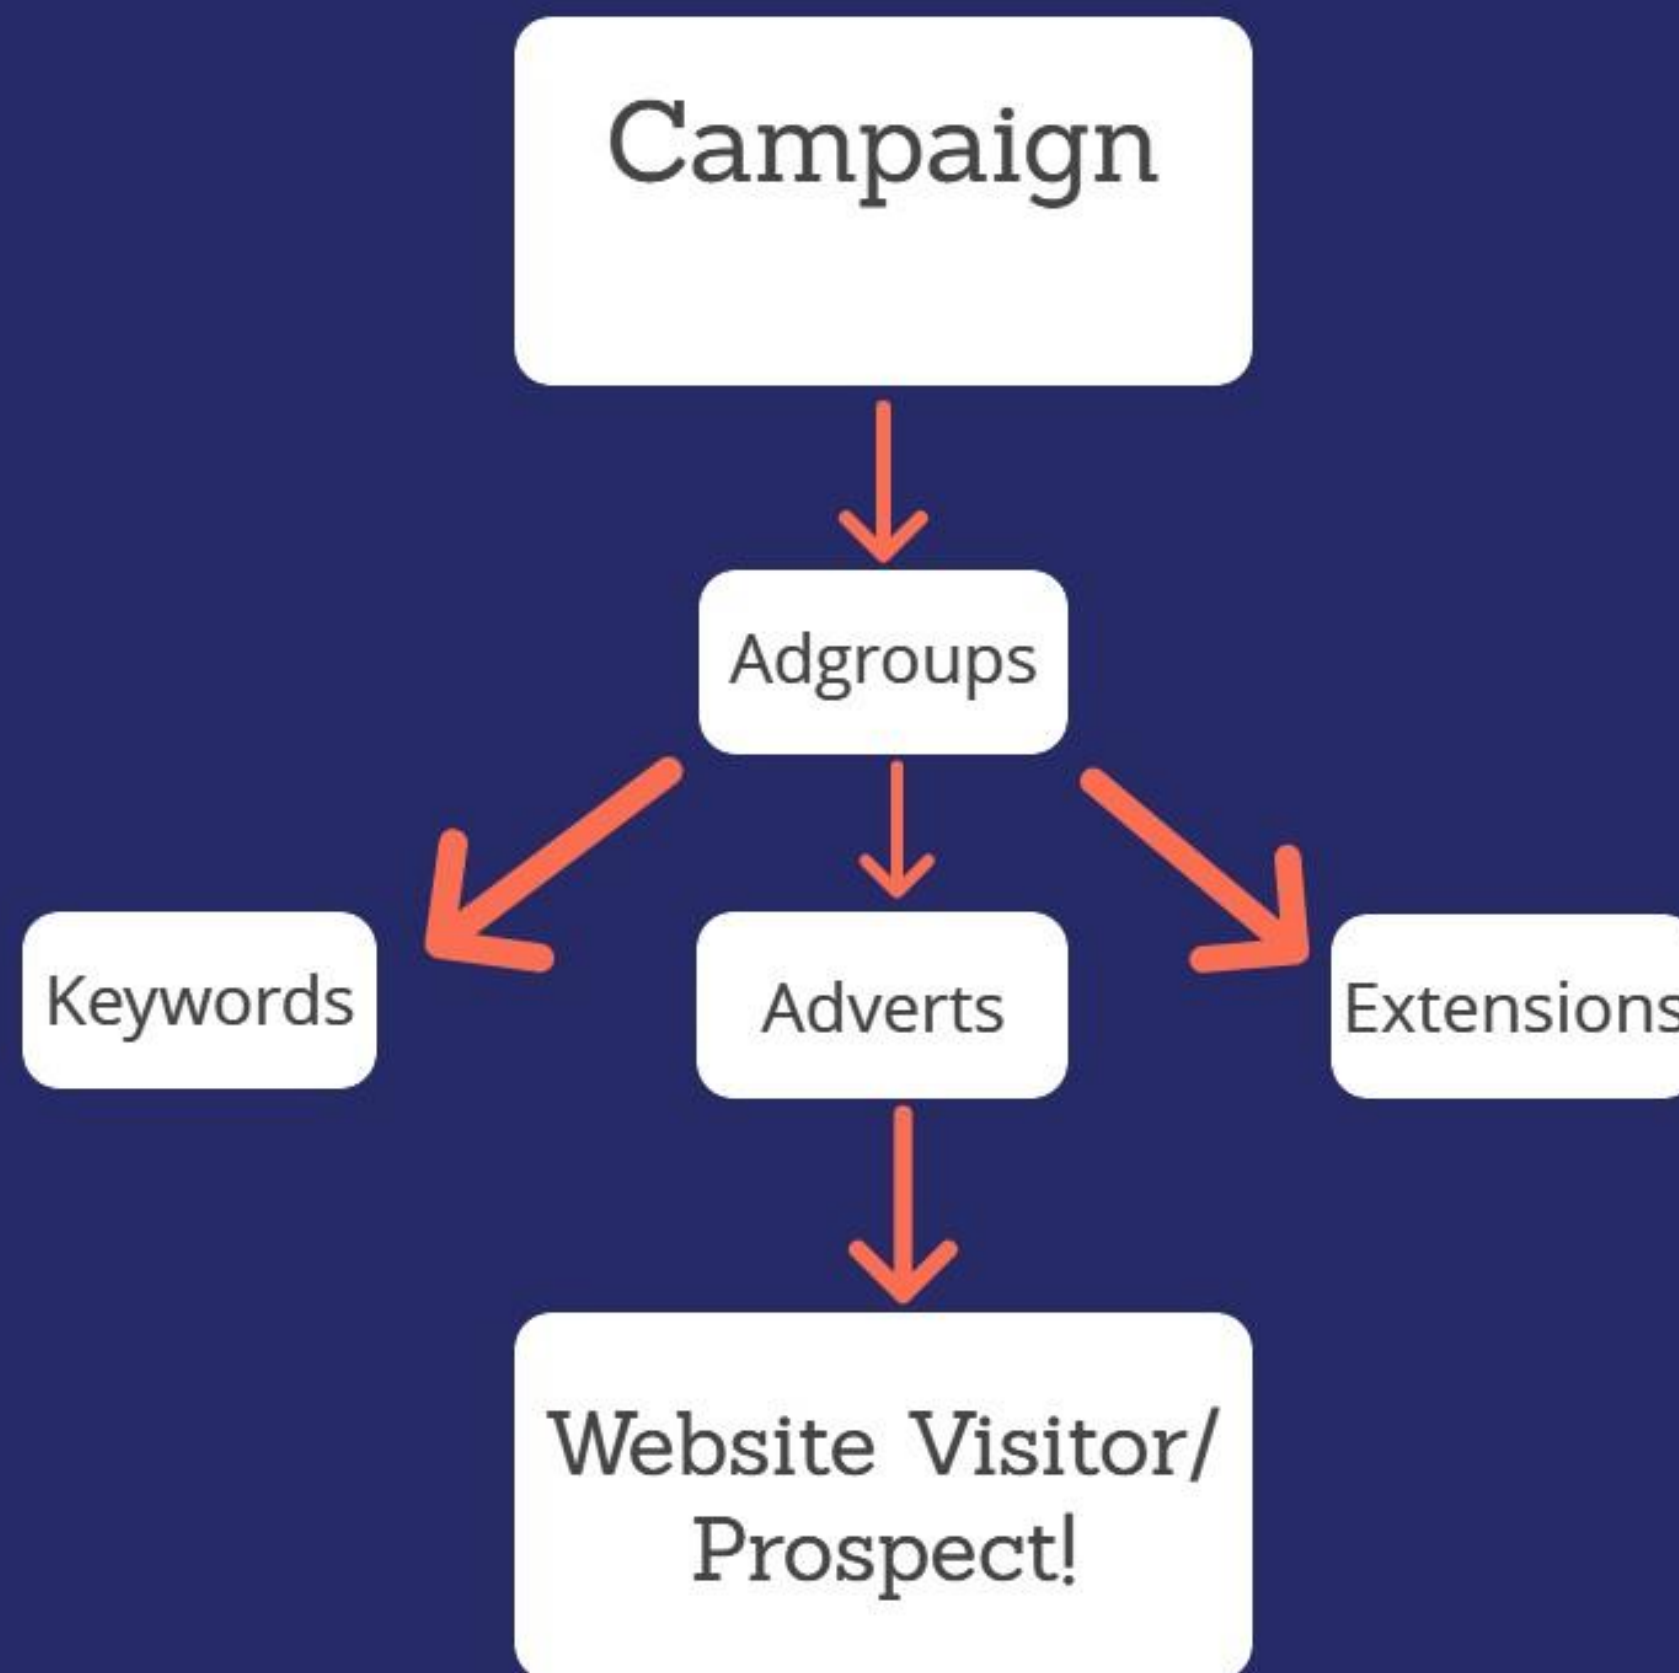 Campaign
Adgroups
Keywords
Adverts
Extensions
Website Visitor/
Prospect!